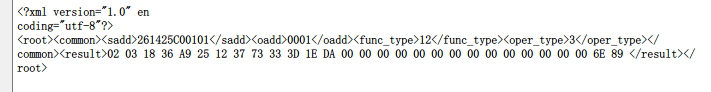 <?xml version="1.0" en
coding="utf-8"?>
<root><common><sadd>261425C00101</sadd><oadd>0001</oadd><func_type>12</func_type><oper_type>3</oper_type></
common><result>02 03 18 36 A9 25 12 37 73 33 3D 1E DA 00 00 00 00 00 00 00 00 00 00 00 00 00 00 6E 89 </result></
root>